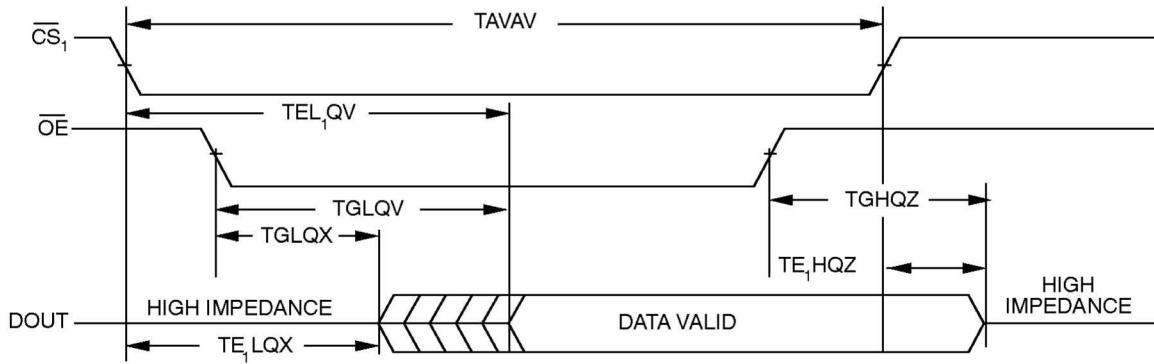 TAVAV
CS₁
TEL₁QV
OE
TGLQV
TGHQZ
TGLQX
TE₁HQZ
HIGH IMPEDANCE
HIGH
IMPEDANCE
DOUT
DATA VALID
TE₁LQX